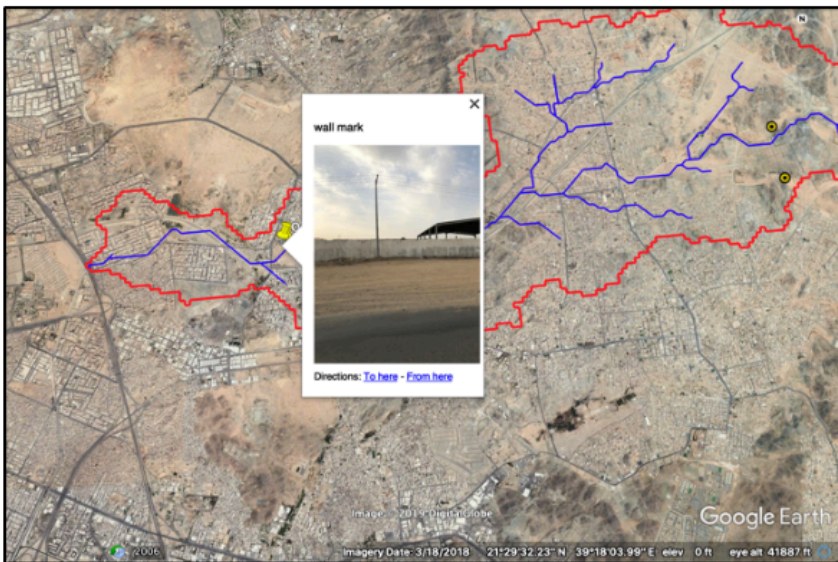 N
wall mark
Directions: To here - From here
Image © 2019 DigitalGlobe
Google Earth
2006
Imagery Date: 3/18/2018 21°29'32.23" N 39°18'03.99" E elev 0 ft eye alt 41887 ft